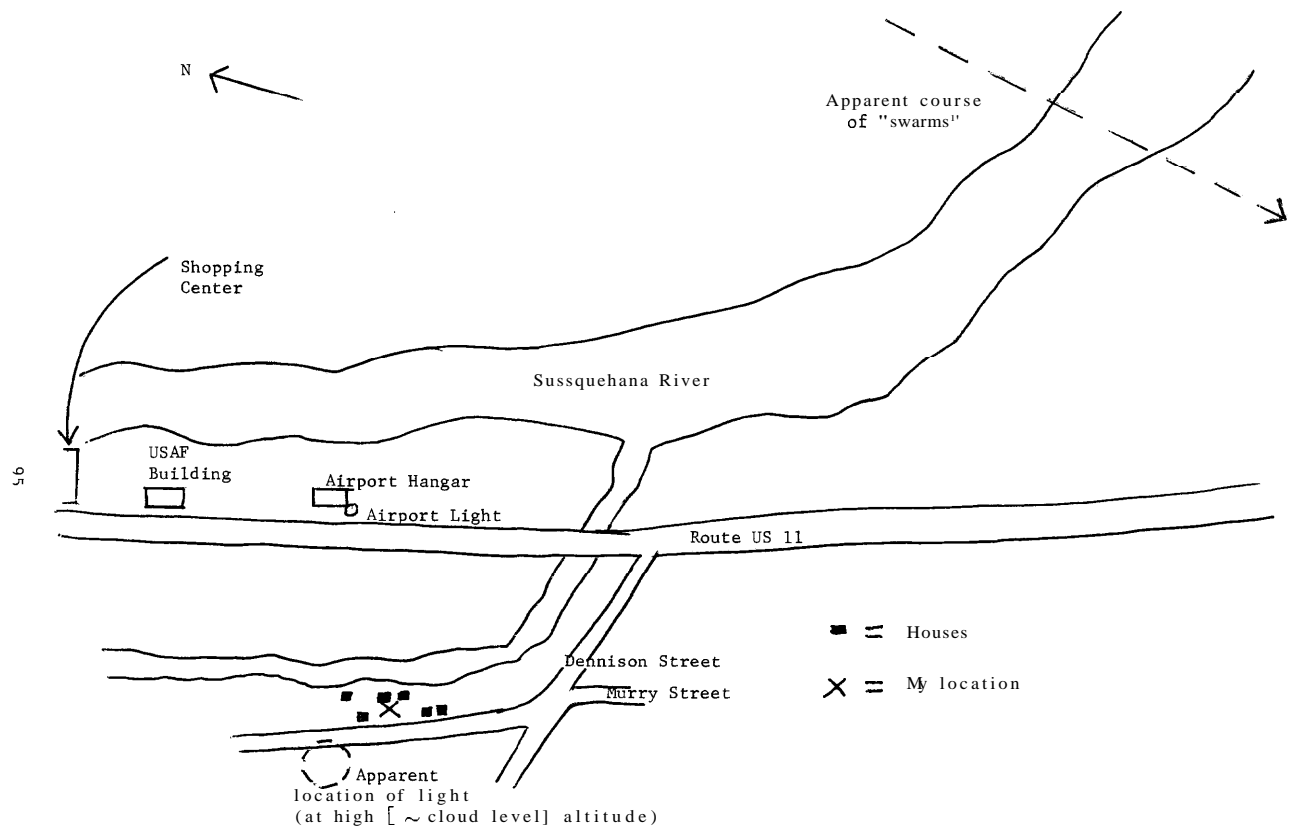 N
Apparent course
of "swarms"
Shopping
Center
Sussquehana River
USAF
Building
Airport Hangar
Airport Light
Route US 11
95
Houses
Dennison Street
My location
Murry Street
Apparent
location of light
(at high [ ~ cloud level] altitude)